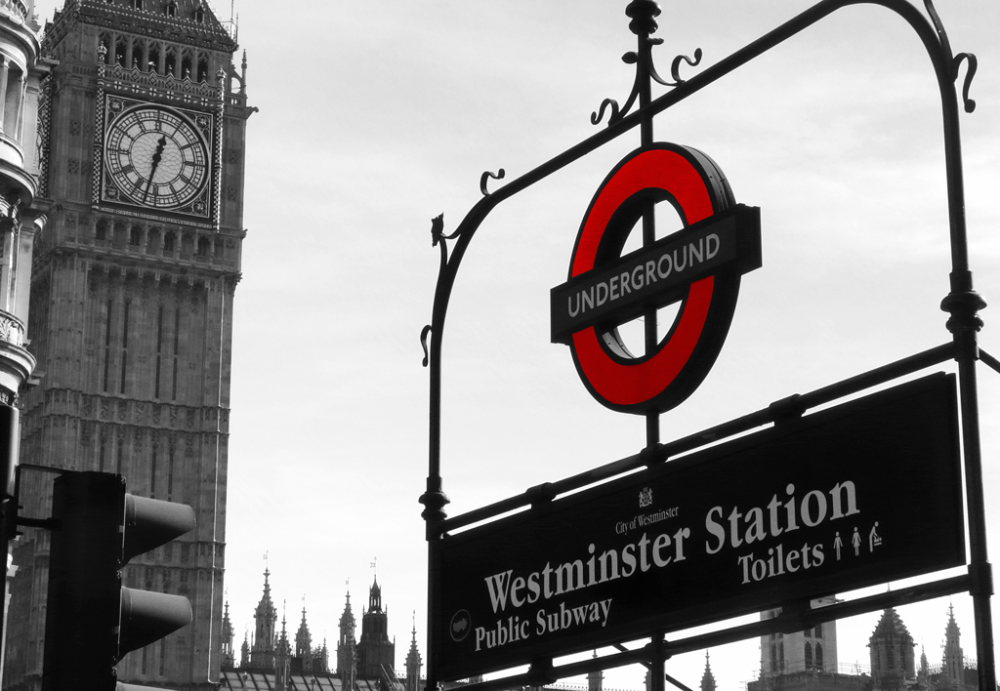 UNDERGROUND
City of Westminster
Westminster Station
Public Subway
Toilets